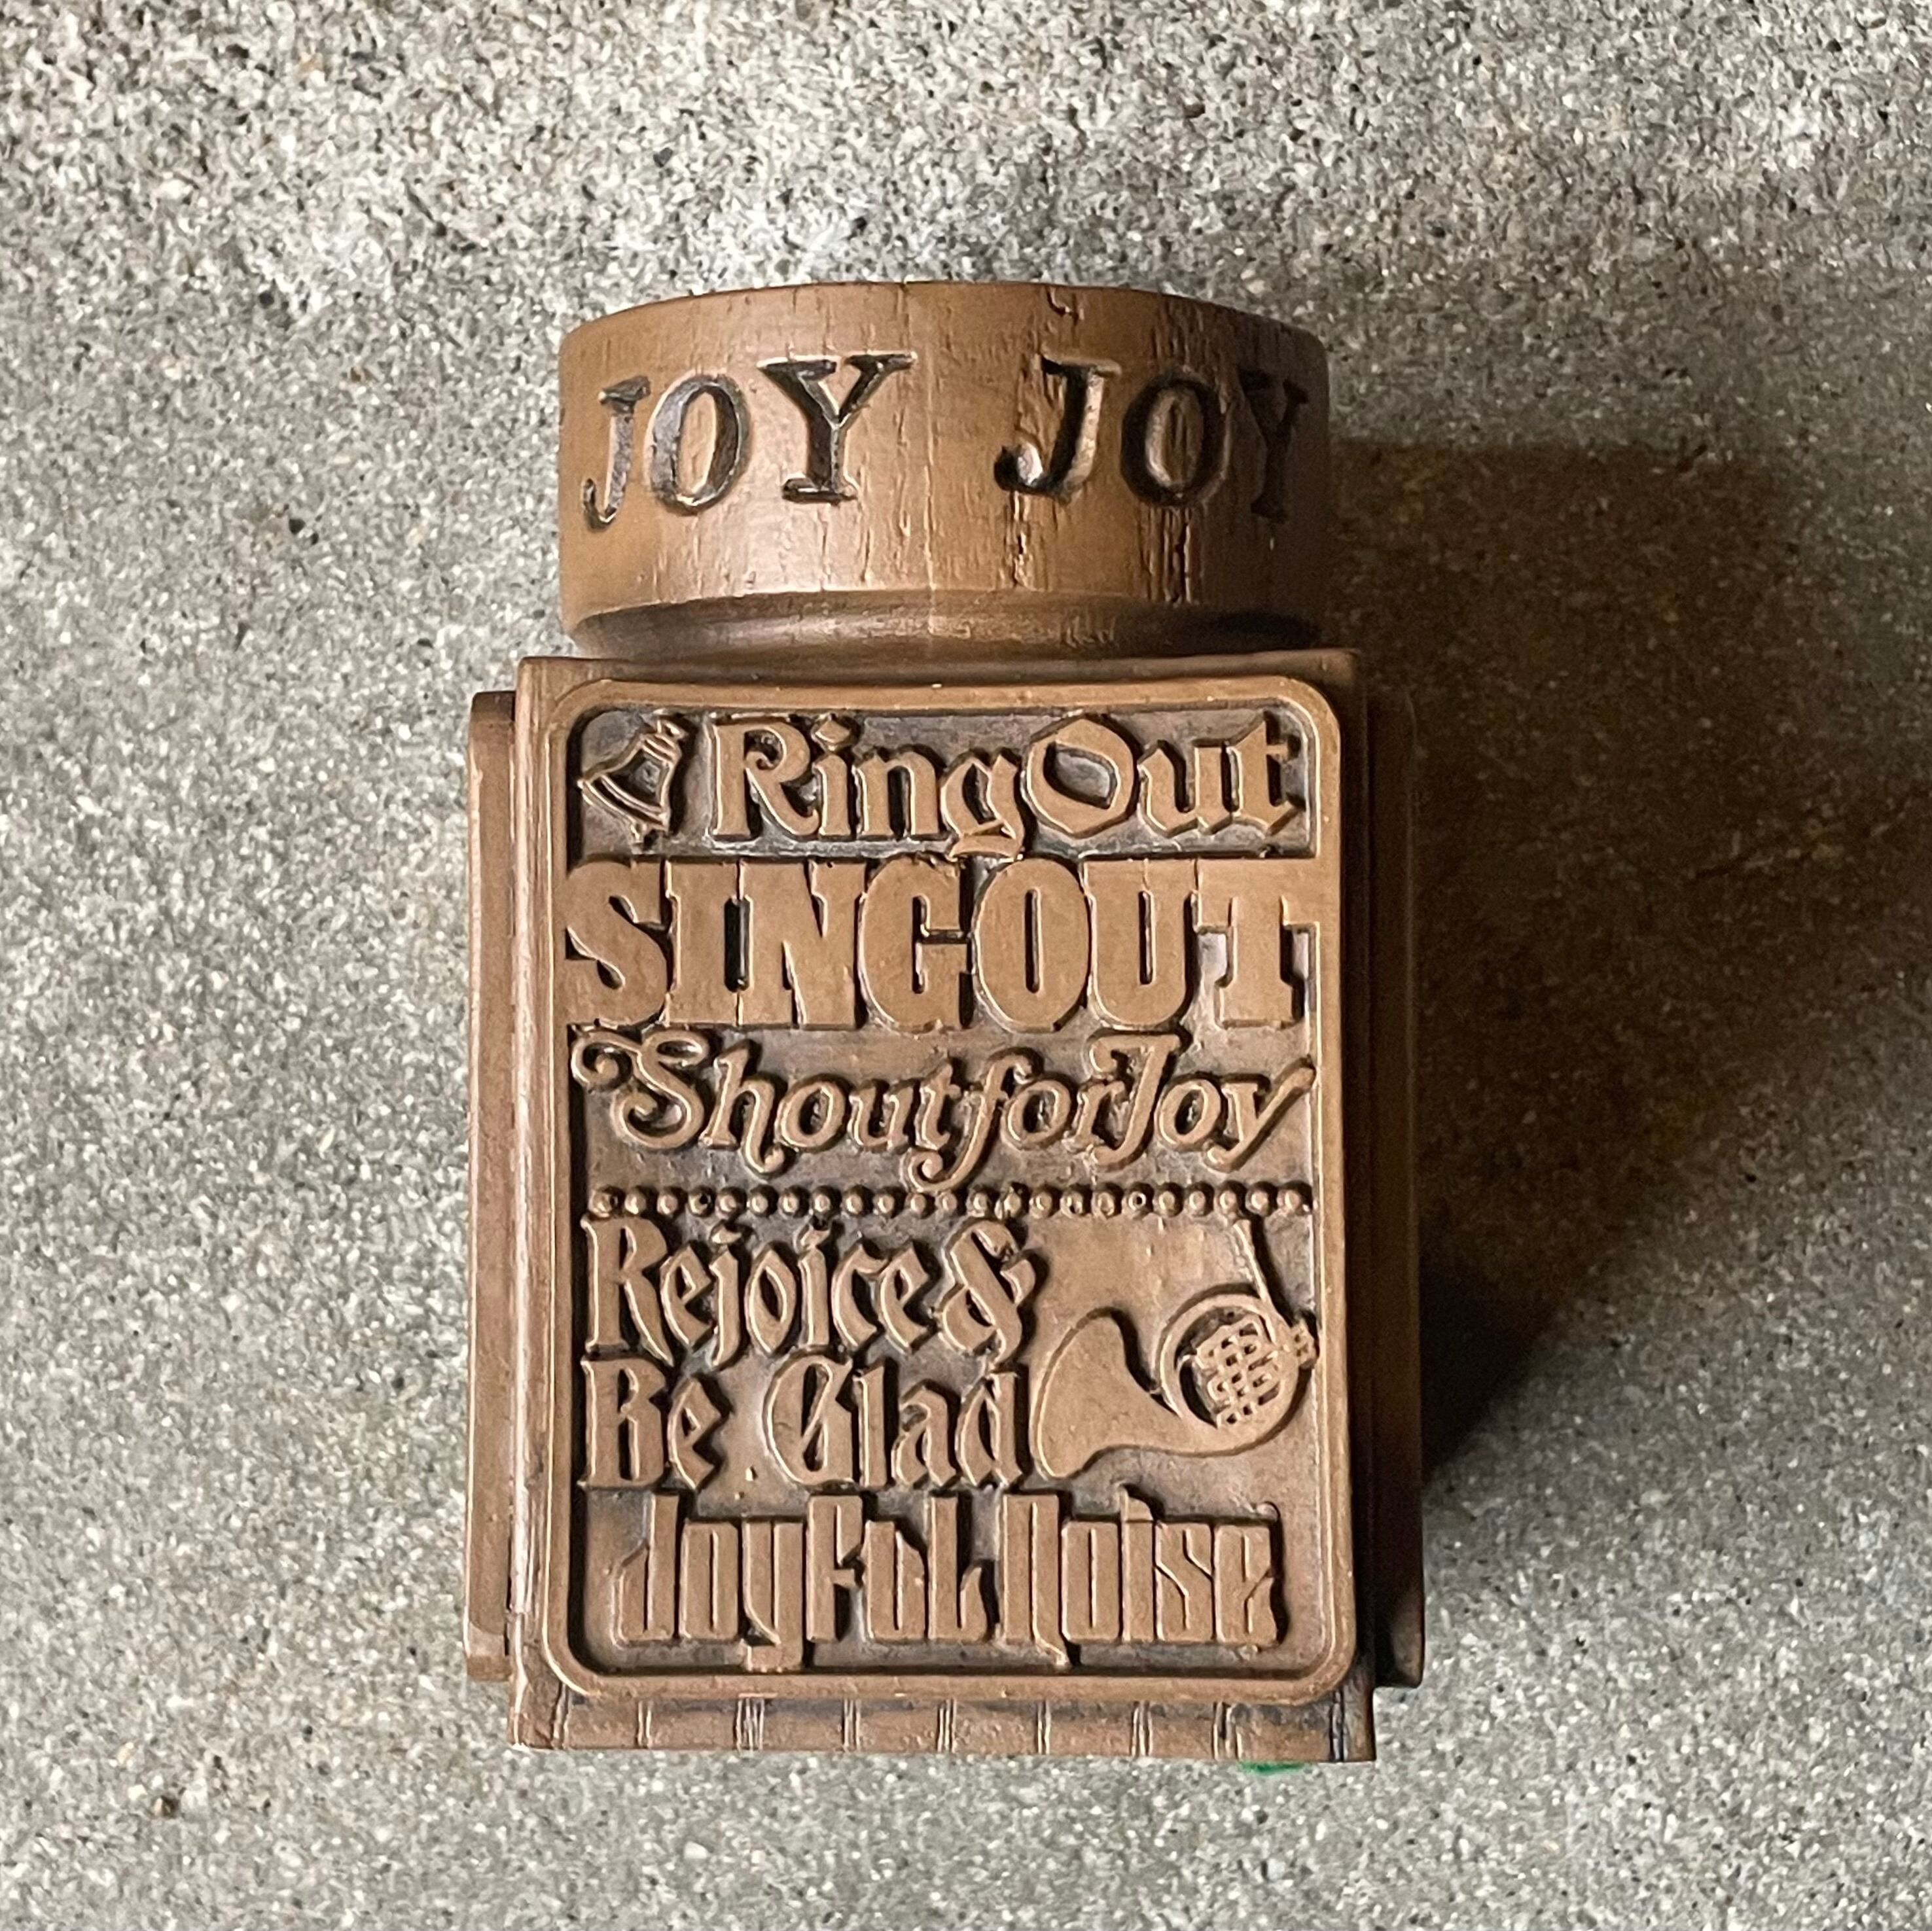 JOY JOY
Ring Out
SING OUT
Shout for Joy
Rejoice &
Be Glad
Joyful Noise